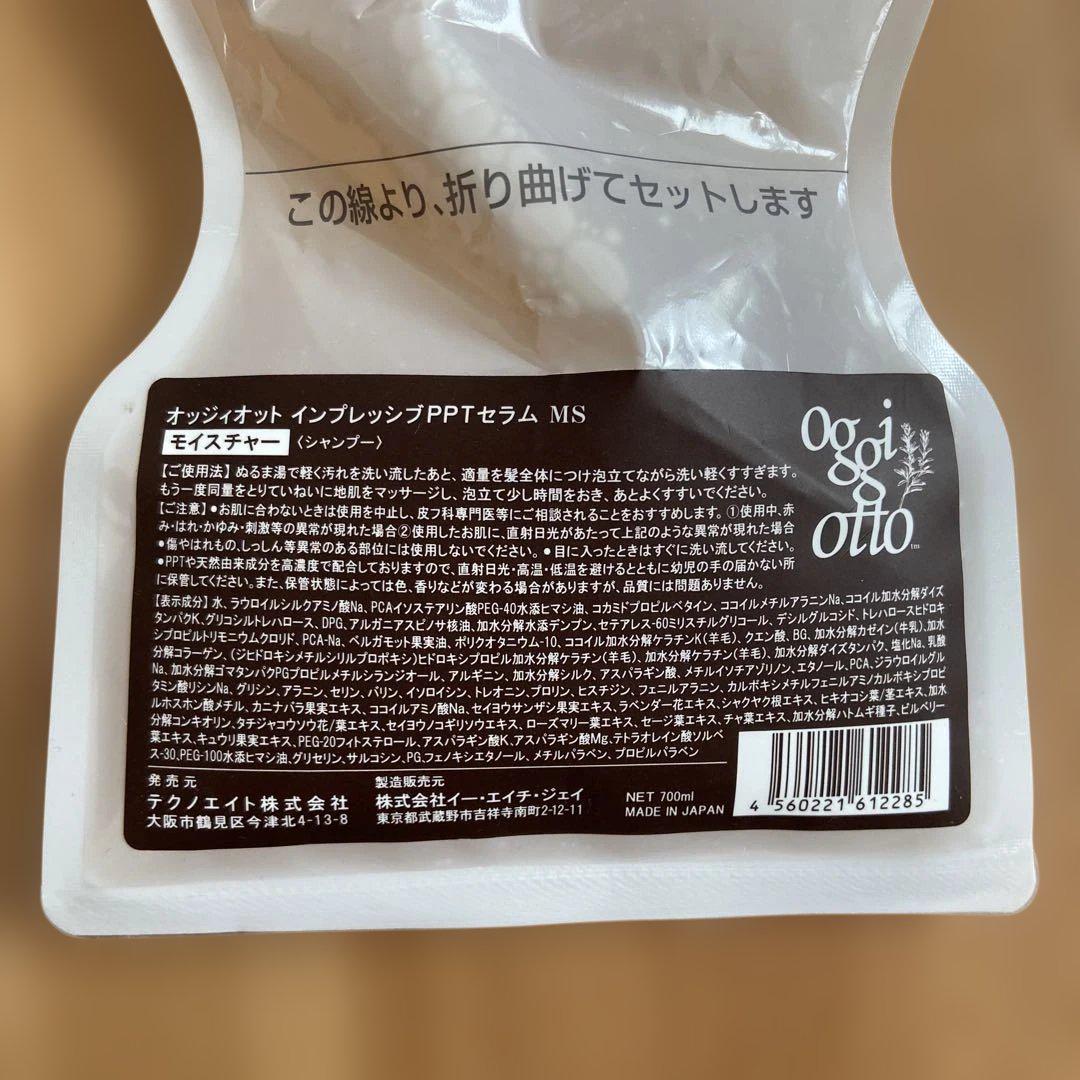 この線より、折り曲げてセットします
オッジィオット インプレッシブPPTセラム MS
モイスチャー 〈シャンプー〉
oggi
otto™
【ご使用法】ぬるま湯で軽く汚れを洗い流したあと、適量を髪全体につけ泡立てながら洗い軽くすすぎます。
もう一度同量をとりていねいに地肌をマッサージし、泡立て少し時間をおき、あとよくすすいでください。
【ご注意】●お肌に合わないときは使用を中止し、皮フ科専門医等にご相談されることをおすすめします。①使用中、赤
み・はれ・かゆみ・刺激等の異常が現れた場合②使用したお肌に、直射日光があたって上記のような異常が現れた場合
●傷やはれもの、しっしん等異常のある部位には使用しないでください。●目に入ったときはすぐに洗い流してください。
●PPTや天然由来成分を高濃度で配合しておりますので、直射日光・高温・低温を避けるとともに幼児の手の届かない所
に保管してください。また、保管状態によっては色、香りなどが変わる場合がありますが、品質には問題ありません。
【表示成分】水、ラウロイルシルクアミノ酸Na、PCAイソステアリン酸PEG-40水添ヒマシ油、コカミドプロピルベタイン、ココイルメチルアラニンNa、ココイル加水分解ダイズ
タンパクK、グリコシルトレハロース、DPG、アルガニアスピノサ核油、加水分解水添デンプン、セテアレス-60ミリスチルグリコール、デシルグルコシド、トレハロースヒドロキ
シプロピルトリモニウムクロリド、PCA-Na、ベルガモット果実油、ポリクオタニウム-10、ココイル加水分解ケラチンK(羊毛)、クエン酸、BG、加水分解カゼイン(牛乳)、加水
分解コラーゲン、(ジヒドロキシメチルシリルプロポキシ)ヒドロキシプロピル加水分解ケラチン(羊毛)、加水分解ケラチン(羊毛)、加水分解ダイズタンパク、塩化Na、乳酸
Na、加水分解ゴマタンパクPGプロピルメチルシランジオール、アルギニン、加水分解シルク、アスパラギン酸、メチルイソチアゾリノン、エタノール、PCA、ジラウロイルグル
タミン酸リシンNa、グリシン、アラニン、セリン、バリン、イソロイシン、トレオニン、プロリン、ヒスチジン、フェニルアラニン、カルボキシメチルフェニルアミノカルボキシプロピ
ルホスホン酸メチル、カニナバラ果実エキス、ココイルアミノ酸Na、セイヨウサンザシ果実エキス、ラベンダー花エキス、シャクヤク根エキス、ヒキオコシ葉/茎エキス、加水
分解コンキオリン、タチジャコウソウ花/葉エキス、セイヨウノコギリソウエキス、ローズマリー葉エキス、セージ葉エキス、チャ葉エキス、加水分解ハトムギ種子、ビルベリー
葉エキス、キュウリ果実エキス、PEG-20フィトステロール、アスパラギン酸K、アスパラギン酸Mg、テトラオレイン酸ソルベ
ス-30、PEG-100水添ヒマシ油、グリセリン、サルコシン、PG、フェノキシエタノール、メチルパラベン、プロピルパラベン
発売元
テクノエイト株式会社
大阪市鶴見区今津北4-13-8
製造販売元
株式会社イー・エイチ・ジェイ
東京都武蔵野市吉祥寺南町2-12-11
NET 700ml
MADE IN JAPAN
4 560221 612285